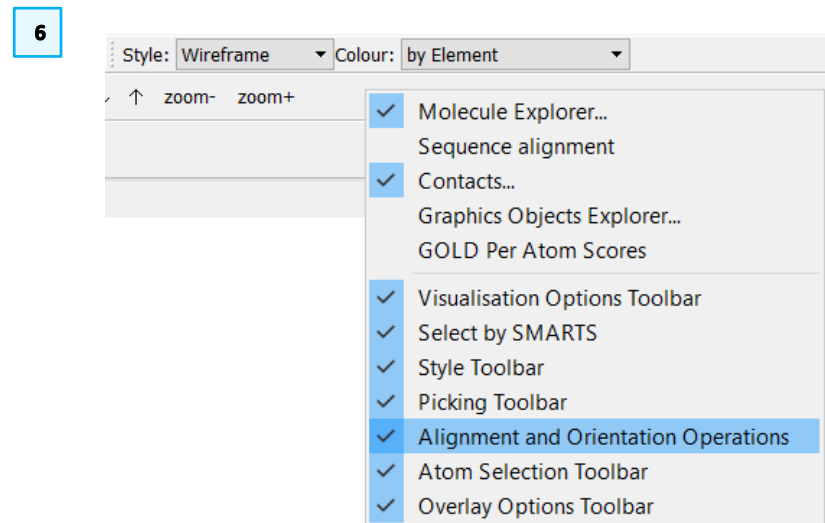 6
Style: Wireframe Colour: by Element
zoom- zoom+
Molecule Explorer...
Sequence alignment
Contacts...
Graphics Objects Explorer...
GOLD Per Atom Scores
Visualisation Options Toolbar
Select by SMARTS
Style Toolbar
Picking Toolbar
Alignment and Orientation Operations
Atom Selection Toolbar
Overlay Options Toolbar